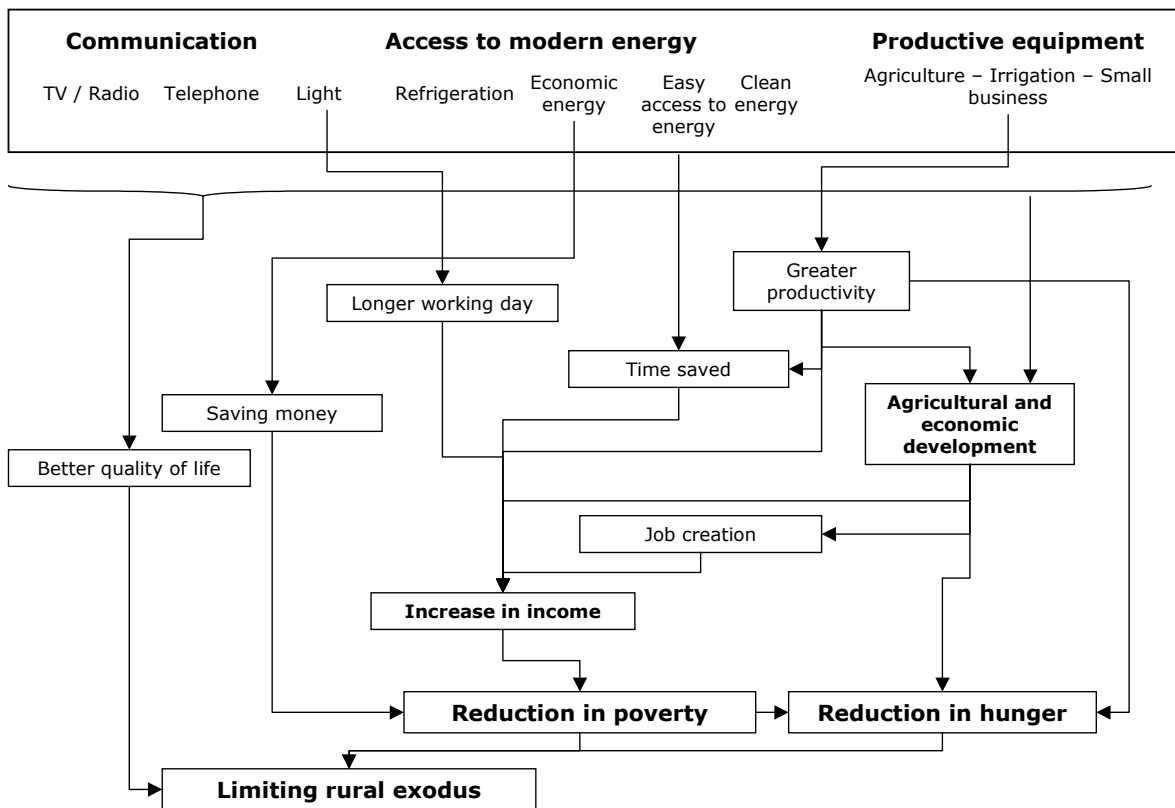 Communication
Access to modern energy
Productive equipment
TV / Radio
Telephone
Light
Refrigeration
Economic
energy
Easy
access to
energy
Clean
energy
Agriculture – Irrigation – Small
business
Greater
productivity
Longer working day
Time saved
Saving money
Agricultural and
economic
development
Better quality of life
Job creation
Increase in income
Reduction in poverty
Reduction in hunger
Limiting rural exodus